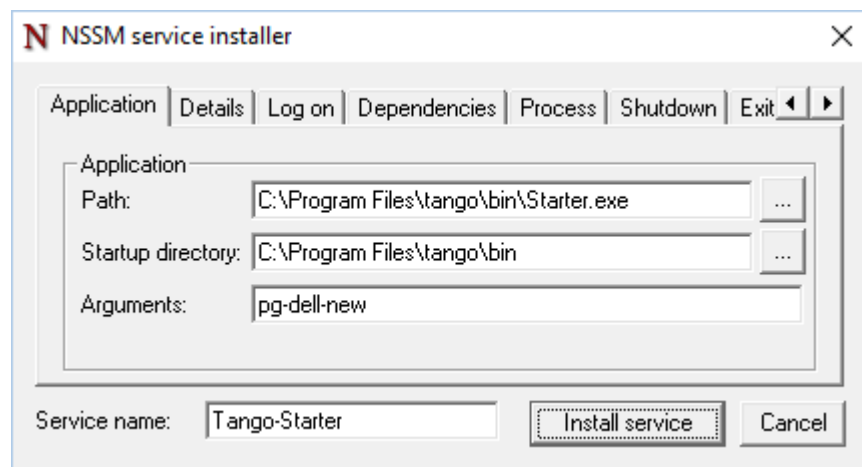 N NSSM service installer
Application Details Log on Dependencies Process Shutdown Exit
Application
Path: C:\Program Files\tango\bin\Starter.exe ...
Startup directory: C:\Program Files\tango\bin ...
Arguments: pg-dell-new
Service name: Tango-Starter Install service Cancel